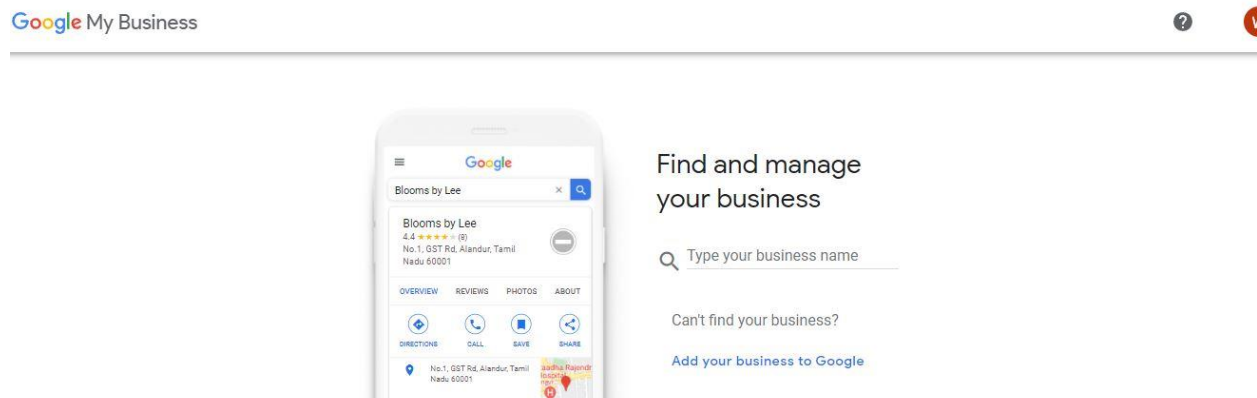 Google My Business
Google
Blooms by Lee
Blooms by Lee
4.4 (8)
No.1, GST Rd, Alandur, Tamil
Nadu 60001
OVERVIEW REVIEWS PHOTOS ABOUT
DIRECTIONS CALL SAVE SHARE
No.1, GST Rd, Alandur, Tamil
Nadu 60001
H
Find and manage
your business
Type your business name
Can't find your business?
Add your business to Google